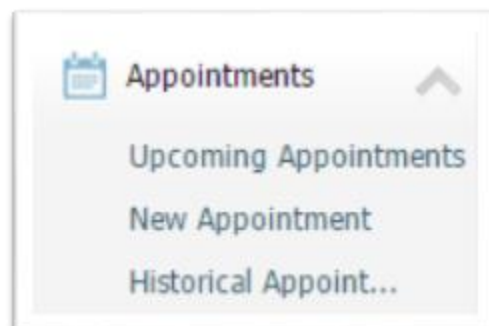 Appointments
Upcoming Appointments
New Appointment
Historical Appoint...